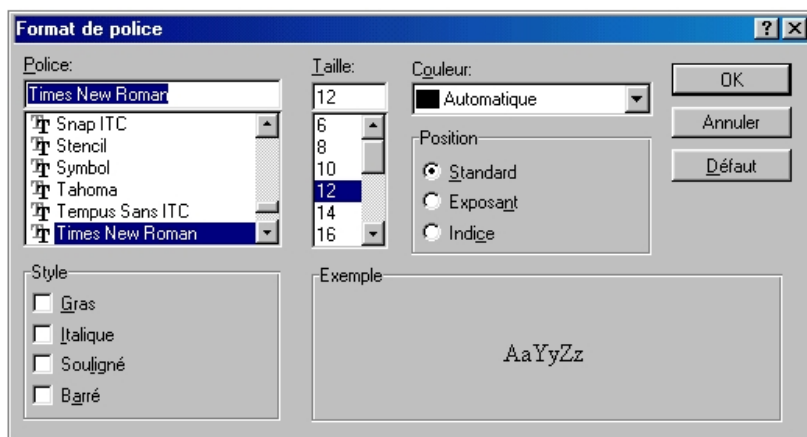 Format de police
Police:
Times New Roman
Snap ITC
Stencil
Symbol
Tahoma
Tempus Sans ITC
Times New Roman
Taille:
12
6
8
10
12
14
16
Couleur:
Automatique
Position
Standard
Exposant
Indice
OK
Annuler
Défaut
Style
Gras
Italique
Souligné
Barré
Exemple
AaYyZz